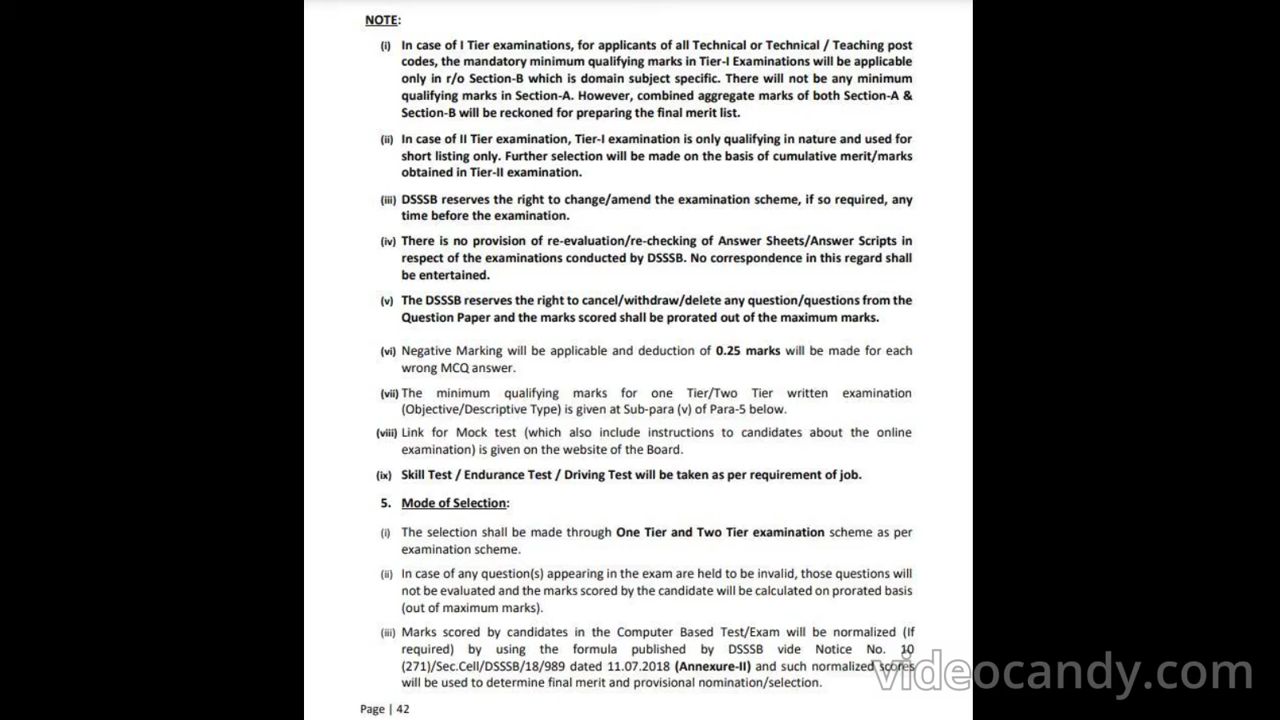 NOTE:
(i) In case of I Tier examinations, for applicants of all Technical or Technical / Teaching post
codes, the mandatory minimum qualifying marks in Tier-I Examinations will be applicable
only in r/o Section-B which is domain subject specific. There will not be any minimum
qualifying marks in Section-A. However, combined aggregate marks of both Section-A &
Section-B will be reckoned for preparing the final merit list.
(ii) In case of II Tier examination, Tier-I examination is only qualifying in nature and used for
short listing only. Further selection will be made on the basis of cumulative merit/marks
obtained in Tier-II examination.
(iii) DSSSB reserves the right to change/amend the examination scheme, if so required, any
time before the examination.
(iv) There is no provision of re-evaluation/re-checking of Answer Sheets/Answer Scripts in
respect of the examinations conducted by DSSSB. No correspondence in this regard shall
be entertained.
(v) The DSSSB reserves the right to cancel/withdraw/delete any question/questions from the
Question Paper and the marks scored shall be prorated out of the maximum marks.
(vi) Negative Marking will be applicable and deduction of 0.25 marks will be made for each
wrong MCQ answer.
(vii) The minimum qualifying marks for one Tier/Two Tier written examination
(Objective/Descriptive Type) is given at Sub-para (v) of Para-5 below.
(viii) Link for Mock test (which also include instructions to candidates about the online
examination) is given on the website of the Board.
(ix) Skill Test / Endurance Test / Driving Test will be taken as per requirement of job.
5. Mode of Selection:
(i) The selection shall be made through One Tier and Two Tier examination scheme as per
examination scheme.
(ii) In case of any question(s) appearing in the exam are held to be invalid, those questions will
not be evaluated and the marks scored by the candidate will be calculated on prorated basis
(out of maximum marks).
(iii) Marks scored by candidates in the Computer Based Test/Exam will be normalized (If
required) by using the formula published by DSSSB vide Notice No. 10
(271)/Sec.Cell/DSSSB/18/989 dated 11.07.2018 (Annexure-II) and such normalized scores
will be used to determine final merit and provisional nomination/selection.
videocandy.com
Page | 42